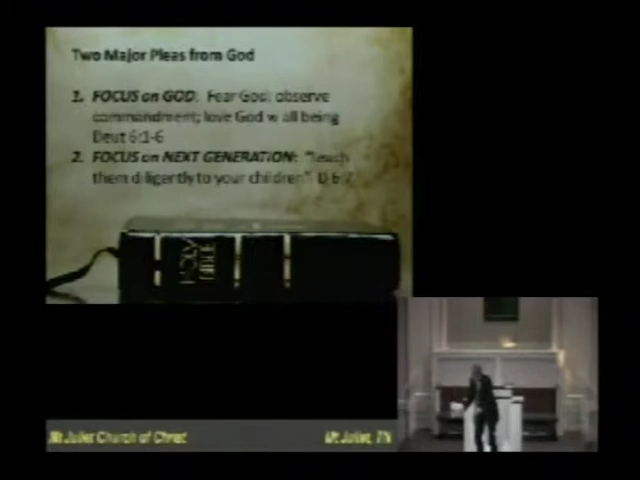 Two Major Pleas from God
1. FOCUS on GOD: Fear God; observe
commandment; love God w all being
Deut 6:1-6
2. FOCUS on NEXT GENERATION: "Teach
them diligently to your children" D 6:7
HOLY
BIBLE
Mt Juliet Church of Christ
Mt Juliet, TN